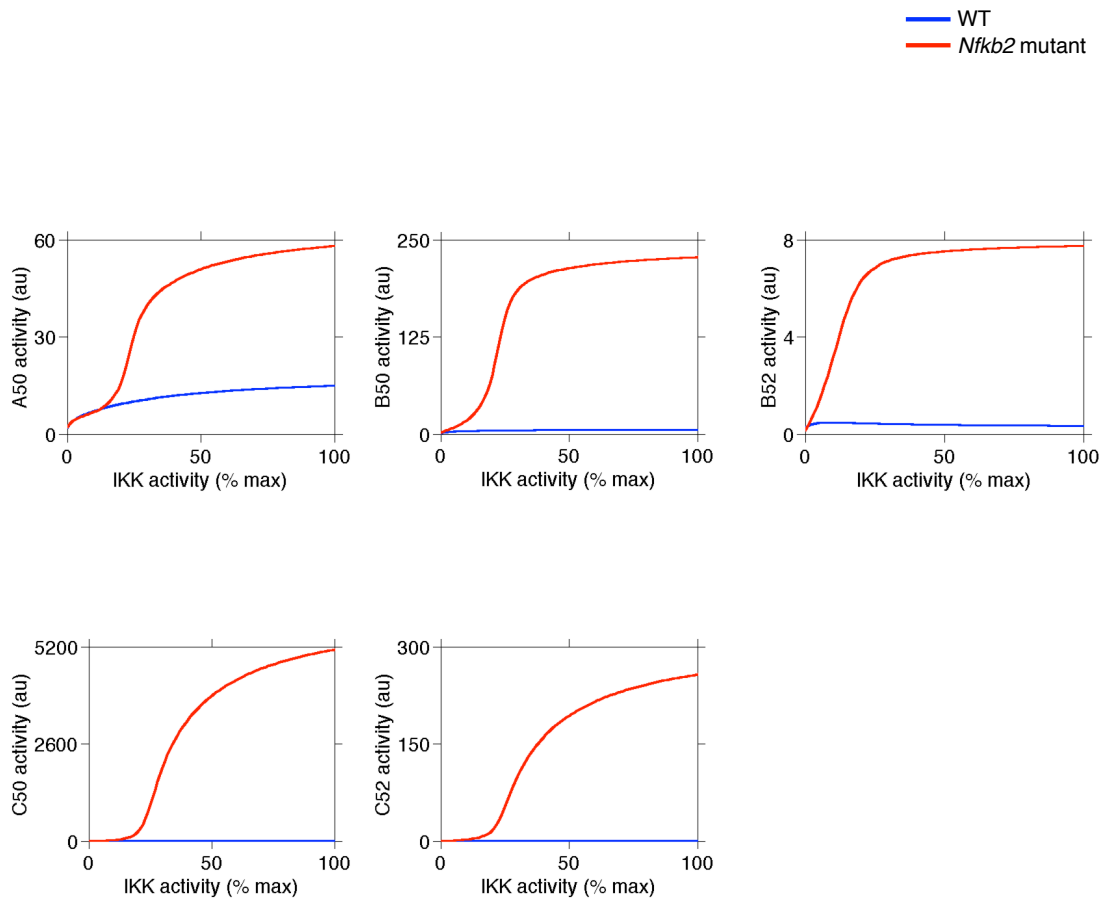 WT
Nfkb2 mutant
60
30
0
A50 activity (au)
0 50 100
IKK activity (% max)
250
125
0
B50 activity (au)
0 50 100
IKK activity (% max)
8
4
0
B52 activity (au)
0 50 100
IKK activity (% max)
5200
2600
0
C50 activity (au)
0 50 100
IKK activity (% max)
300
150
0
C52 activity (au)
0 50 100
IKK activity (% max)